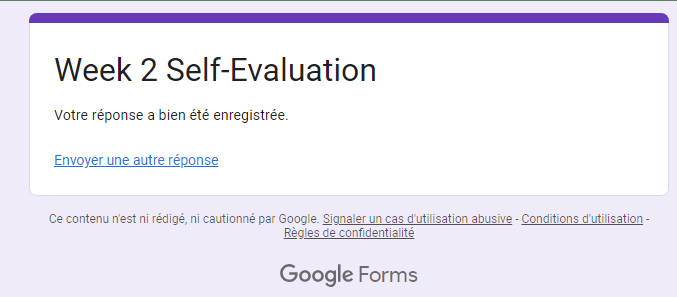 Week 2 Self-Evaluation
Votre réponse a bien été enregistrée.
Envoyer une autre réponse
Ce contenu n'est ni rédigé, ni cautionné par Google. Signaler un cas d'utilisation abusive - Conditions d'utilisation -
Règles de confidentialité
Google Forms